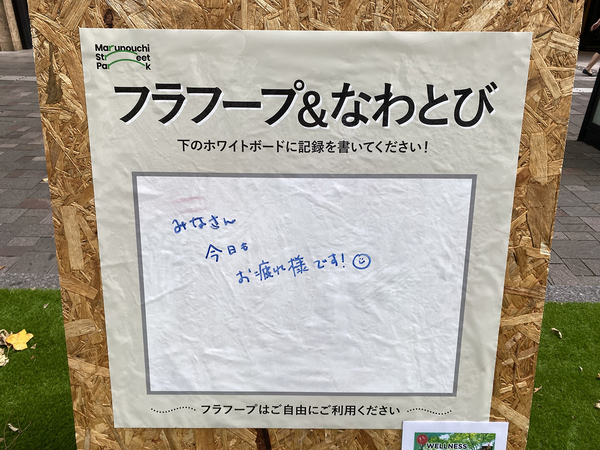 Marunouchi
Street
Park
フラフープ&なわとび
下のホワイトボードに記録を書いてください!
みなさん
今日も
お疲れ様です!
フラフープはご自由にご利用ください
WELLNESS